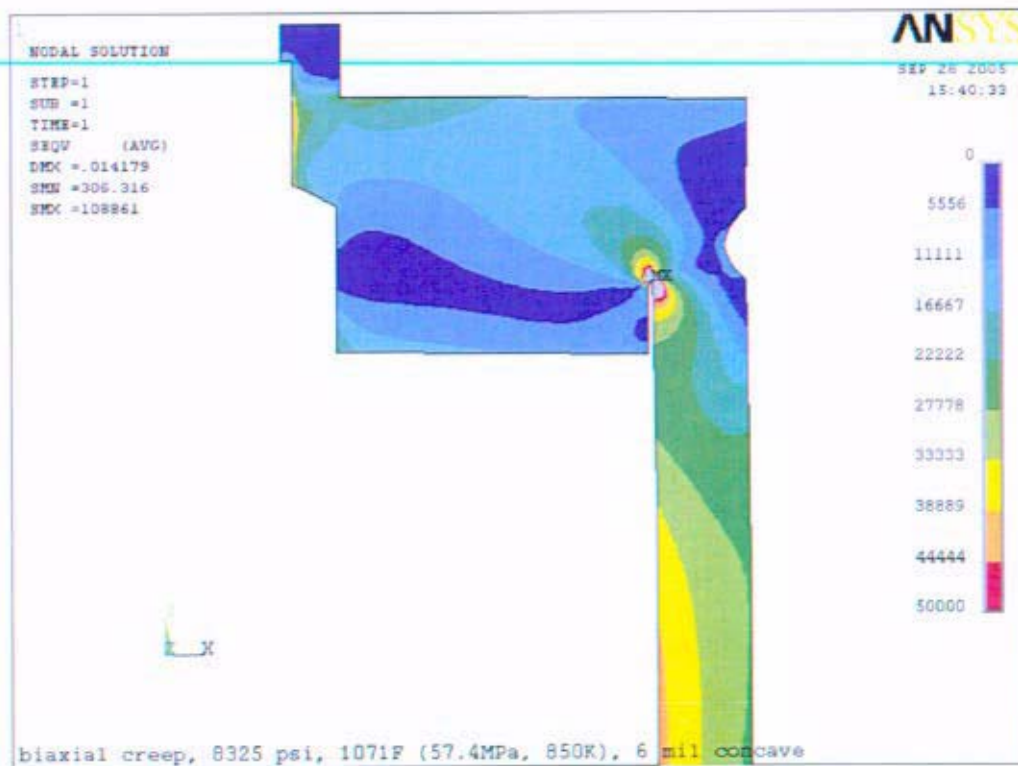 NODAL SOLUTION
STEP=1
SUB =1
TIME=1
SEQV (AVG)
DMX =.014179
SMN =306.316
SMX =108861
ANSYS
SEP 26 2005
15:40:33
0
5556
11111
16667
22222
27778
33333
38889
44444
50000
MX
Z X
biaxial creep, 8325 psi, 1071F (57.4MPa, 850K), 6 mil concave